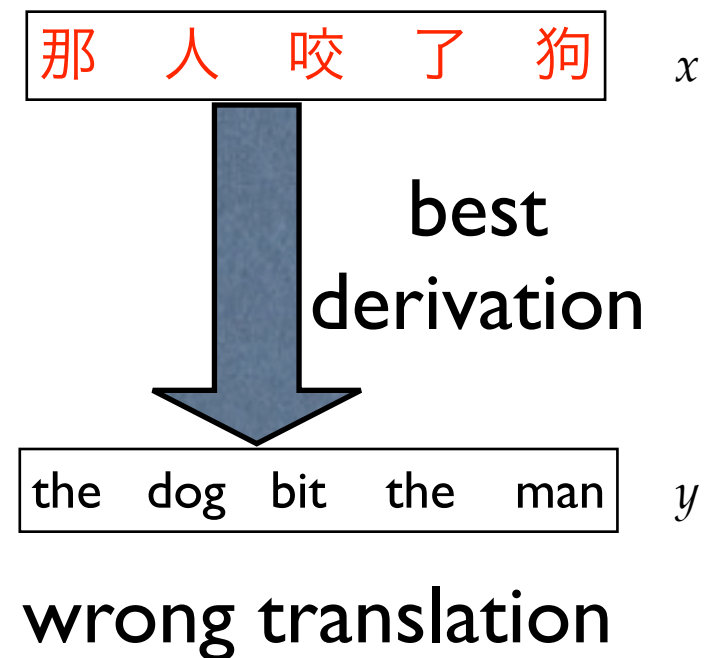 那 人 咬 了 狗 x
best
derivation
the dog bit the man y
wrong translation